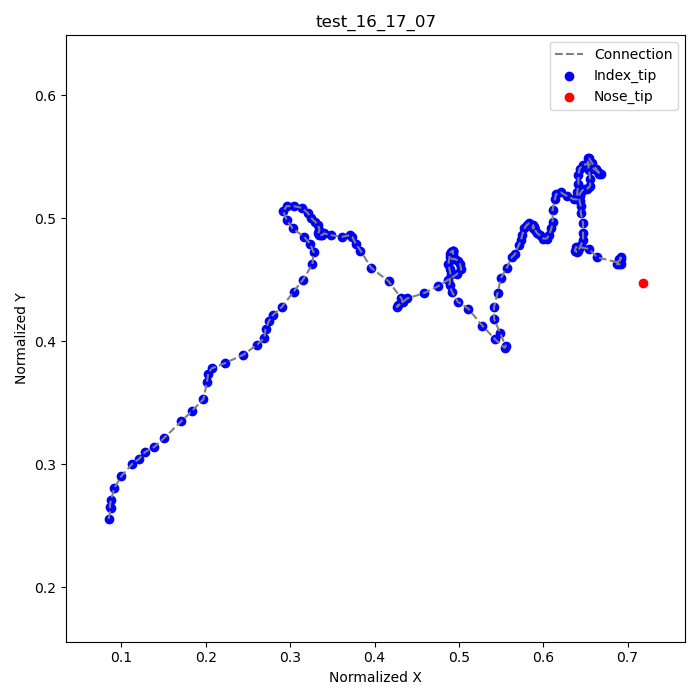 test_16_17_07
Connection
Index_tip
Nose_tip
0.6
0.5
0.4
0.3
0.2
Normalized Y
0.1
0.2
0.3
0.4
0.5
0.6
0.7
Normalized X